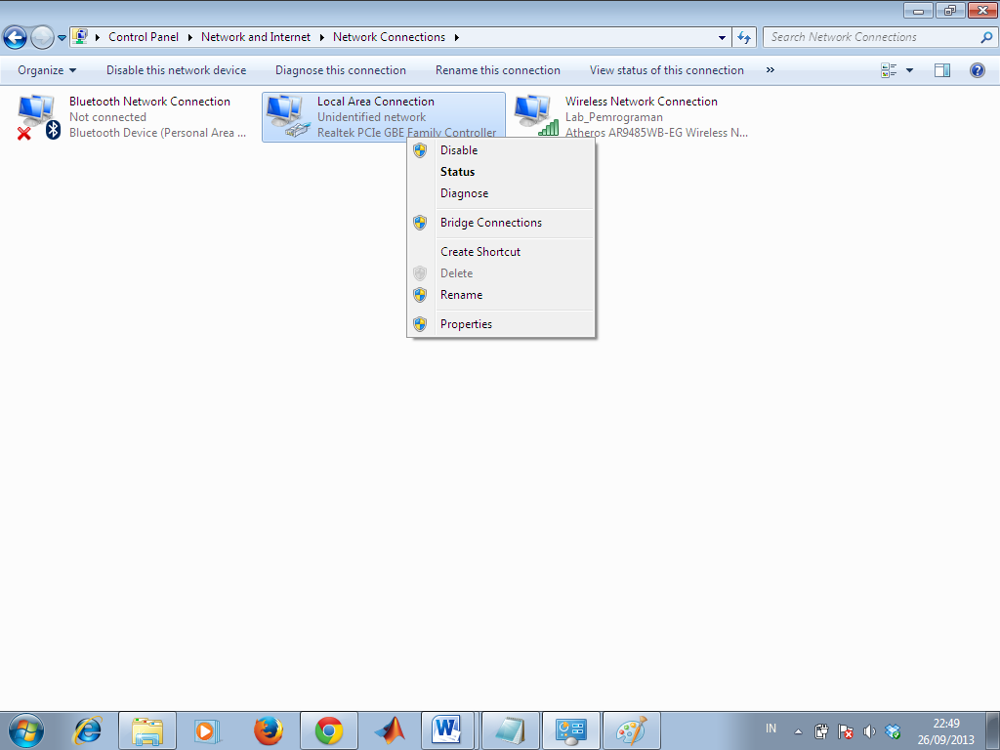 Control Panel Network and Internet Network Connections
Search Network Connections
Organize Disable this network device Diagnose this connection Rename this connection View status of this connection »
Bluetooth Network Connection
Not connected
Bluetooth Device (Personal Area ...
Local Area Connection
Unidentified network
Realtek PCIe GBE Family Controller
Wireless Network Connection
Lab_Pemrograman
Atheros AR9485WB-EG Wireless N...
Disable
Status
Diagnose
Bridge Connections
Create Shortcut
Delete
Rename
Properties
IN
22:49
26/09/2013